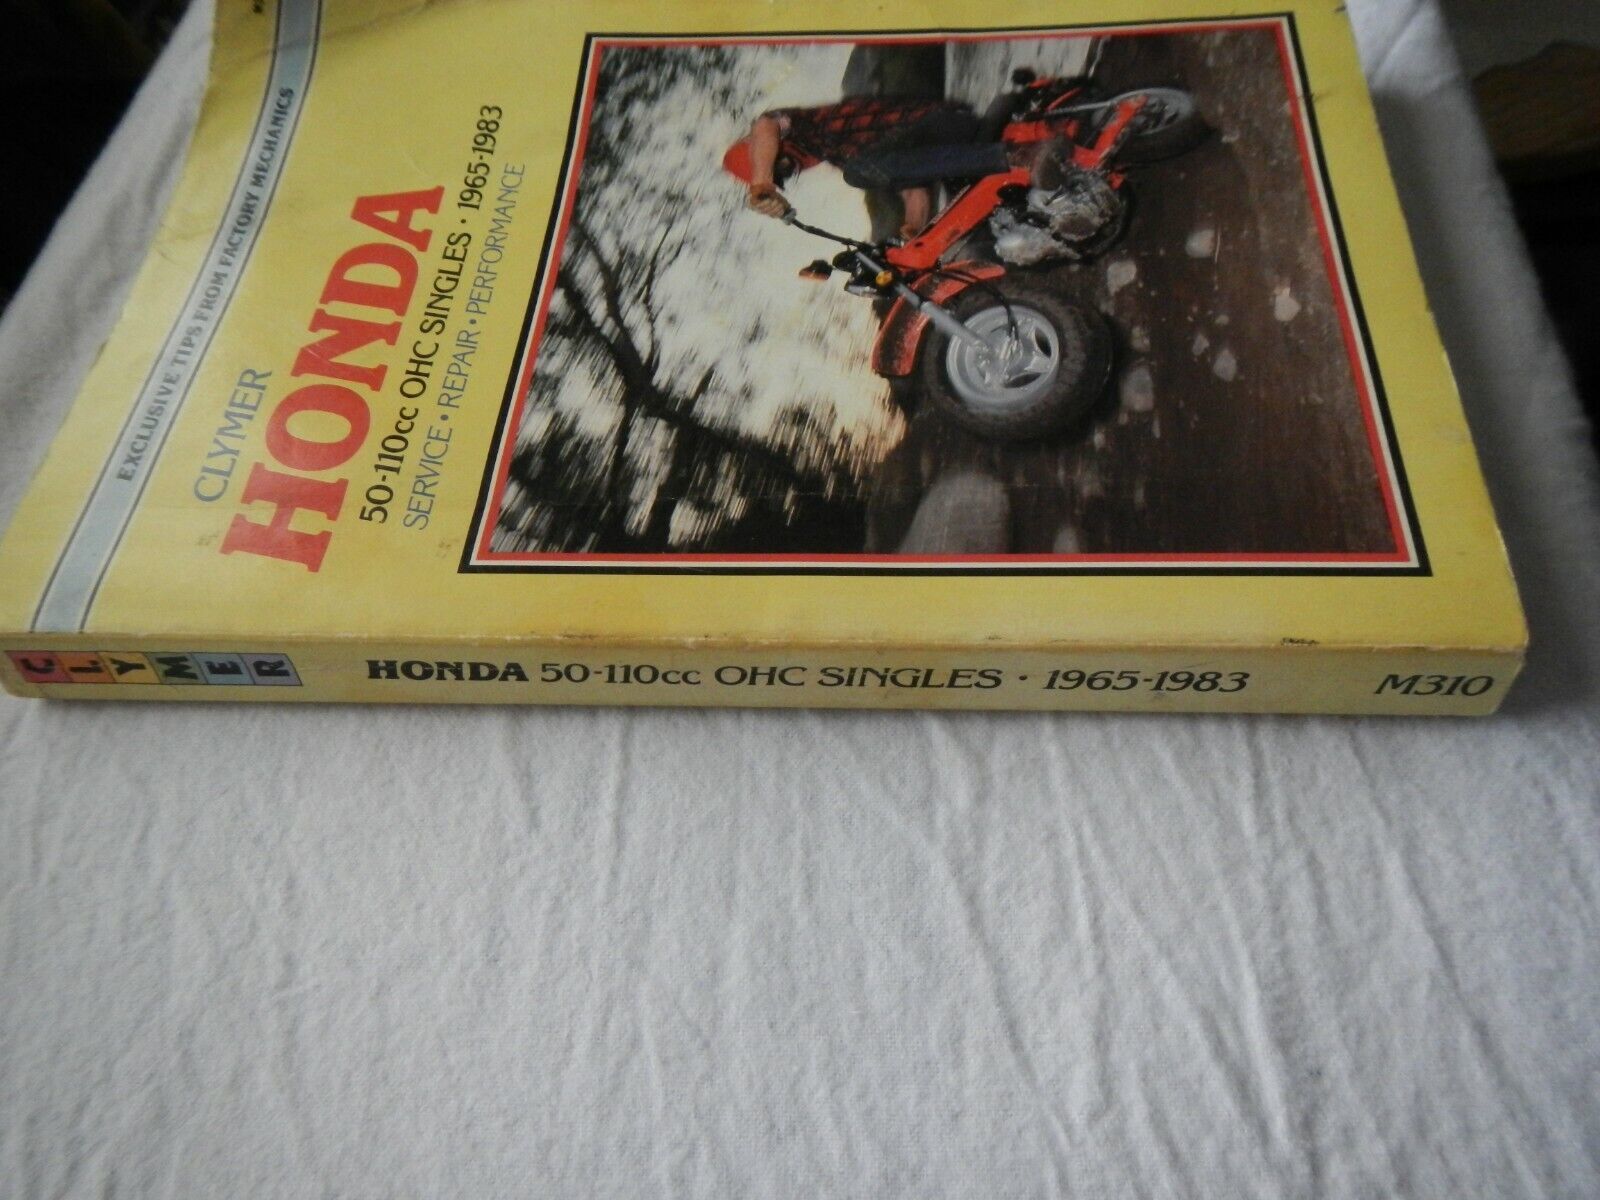 EXCLUSIVE TIPS FROM FACTORY MECHANICS
CLYMER
HONDA
50-110cc OHC SINGLES · 1965-1983
SERVICE · REPAIR · PERFORMANCE
CLYMER
HONDA 50-110cc OHC SINGLES · 1965-1983
M310